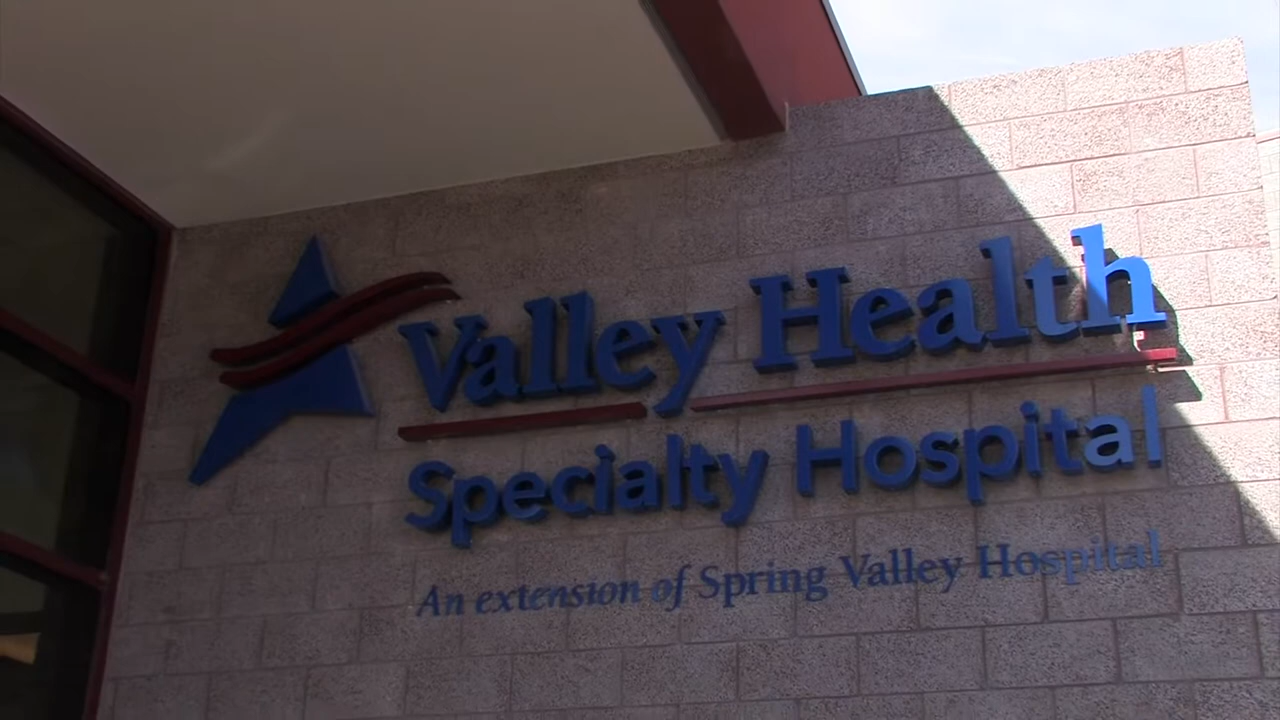 Valley Health
Specialty Hospital
An extension of Spring Valley Hospital